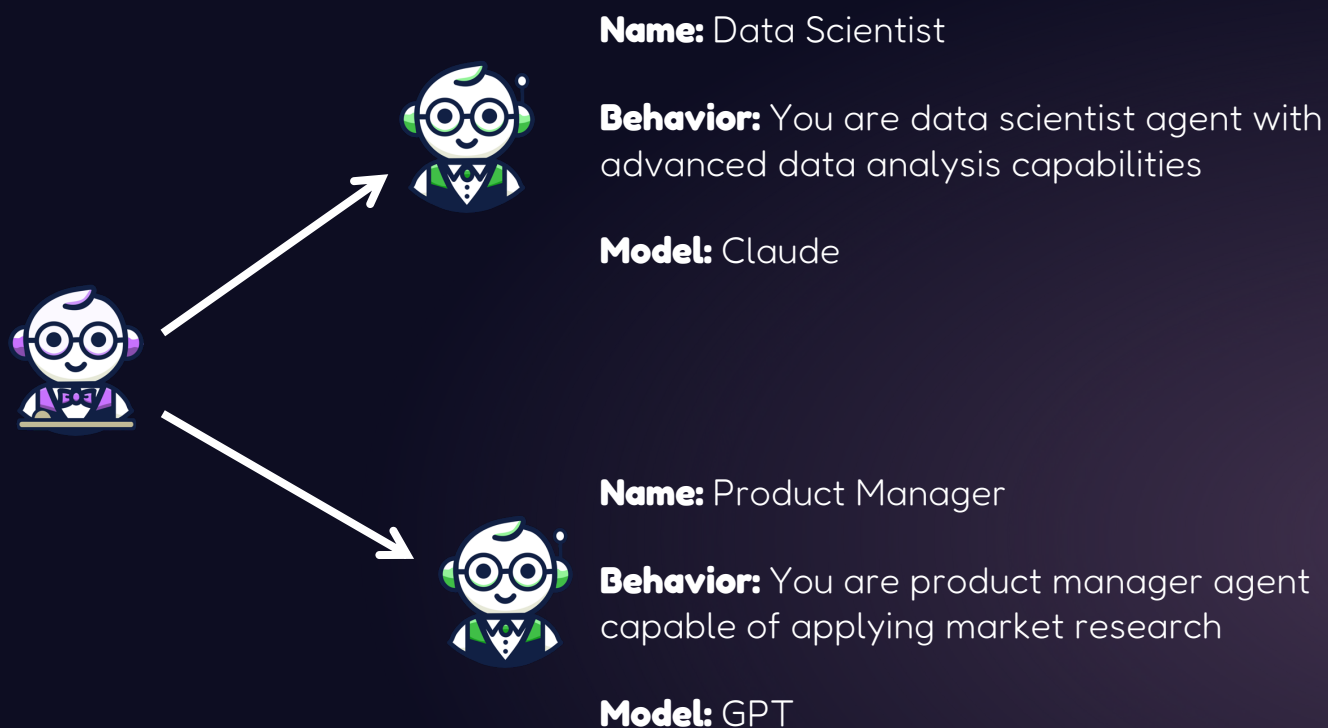 Name: Data Scientist
Behavior: You are data scientist agent with
advanced data analysis capabilities
Model: Claude
Name: Product Manager
Behavior: You are product manager agent
capable of applying market research
Model: GPT